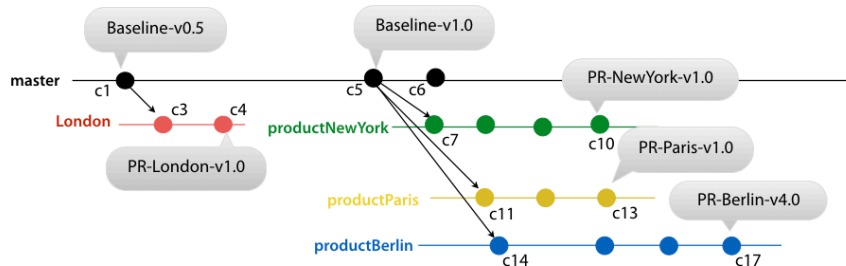 Baseline-v0.5
Baseline-v1.0
master
c1
c5
c6
PR-NewYork-v1.0
c3
c4
London
productNewYork
c7
c10
PR-London-v1.0
PR-Paris-v1.0
productParis
c11
c13
PR-Berlin-v4.0
productBerlin
c14
c17